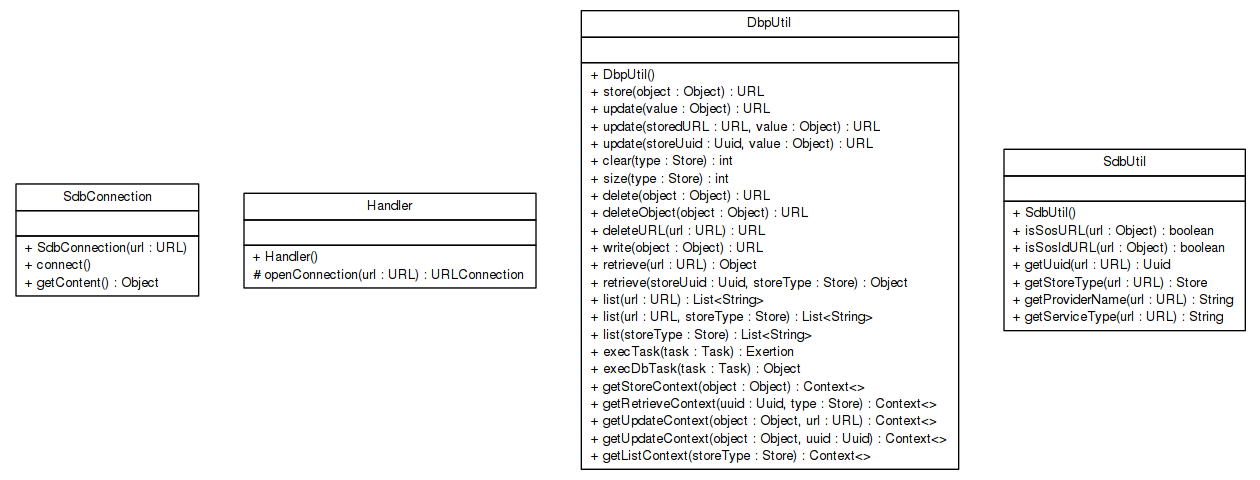 SdbConnection
+ SdbConnection(url : URL)
+ connect()
+ getContent() : Object
Handler
+ Handler()
# openConnection(url : URL) : URLConnection
DbpUtil
+ DbpUtil()
+ store(object : Object) : URL
+ update(value : Object) : URL
+ update(storedURL : URL, value : Object) : URL
+ update(storeUuid : Uuid, value : Object) : URL
+ clear(type : Store) : int
+ size(type : Store) : int
+ delete(object : Object) : URL
+ deleteObject(object : Object) : URL
+ deleteURL(url : URL) : URL
+ write(object : Object) : URL
+ retrieve(url : URL) : Object
+ retrieve(storeUuid : Uuid, storeType : Store) : Object
+ list(url : URL) : List<String>
+ list(url : URL, storeType : Store) : List<String>
+ list(storeType : Store) : List<String>
+ execTask(task : Task) : Exertion
+ execDbTask(task : Task) : Object
+ getStoreContext(object : Object) : Context<>
+ getRetrieveContext(uuid : Uuid, type : Store) : Context<>
+ getUpdateContext(object : Object, url : URL) : Context<>
+ getUpdateContext(object : Object, uuid : Uuid) : Context<>
+ getListContext(storeType : Store) : Context<>
SdbUtil
+ SdbUtil()
+ isSosURL(url : Object) : boolean
+ isSosIdURL(url : Object) : boolean
+ getUuid(url : URL) : Uuid
+ getStoreType(url : URL) : Store
+ getProviderName(url : URL) : String
+ getServiceType(url : URL) : String